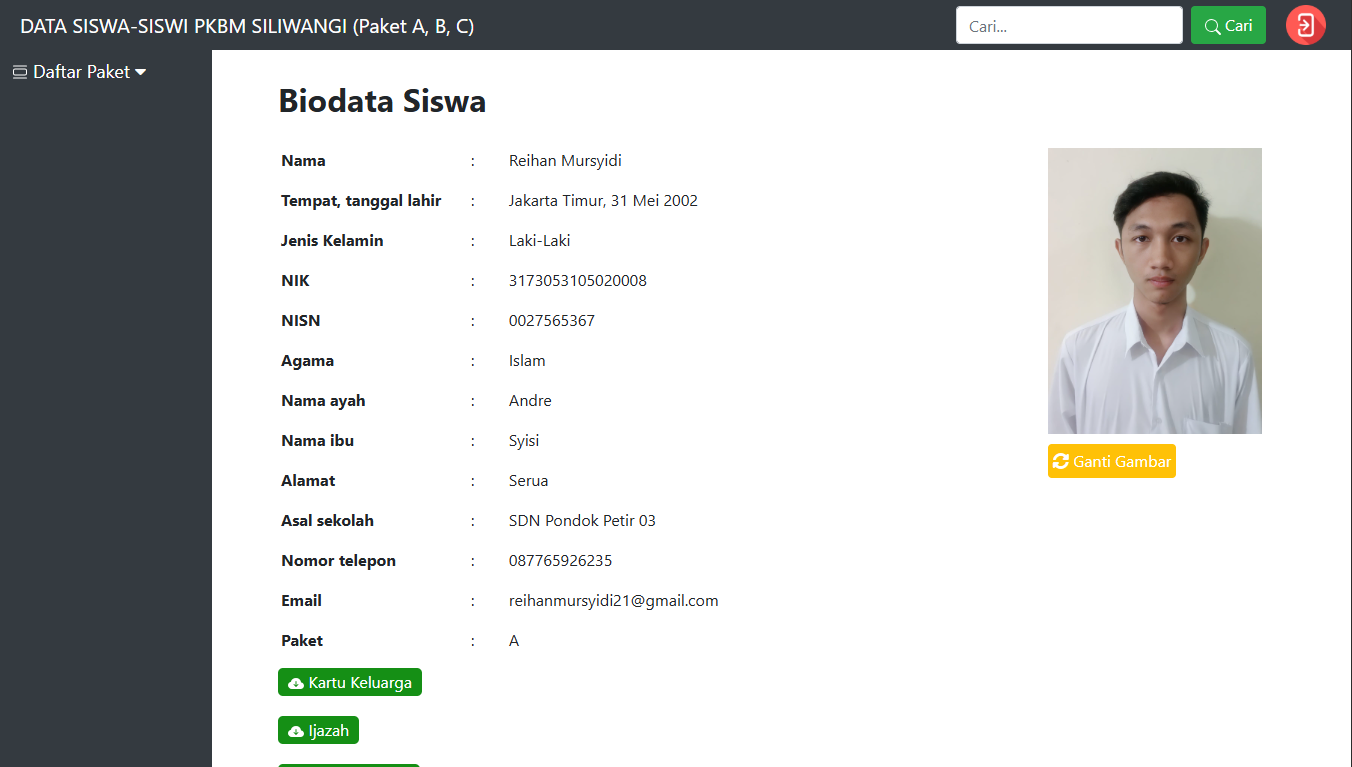 DATA SISWA-SISWI PKBM SILIWANGI (Paket A, B, C)
Cari...
Cari
Daftar Paket
Biodata Siswa
Nama : Reihan Mursyidi
Tempat, tanggal lahir : Jakarta Timur, 31 Mei 2002
Jenis Kelamin : Laki-Laki
NIK : 3173053105020008
NISN : 0027565367
Agama : Islam
Nama ayah : Andre
Nama ibu : Syisi
Alamat : Serua
Asal sekolah : SDN Pondok Petir 03
Nomor telepon : 087765926235
Email : reihanmursyidi21@gmail.com
Paket : A
Ganti Gambar
Kartu Keluarga
Ijazah